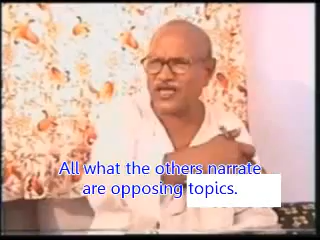 All what the others narrate
are opposing topics.